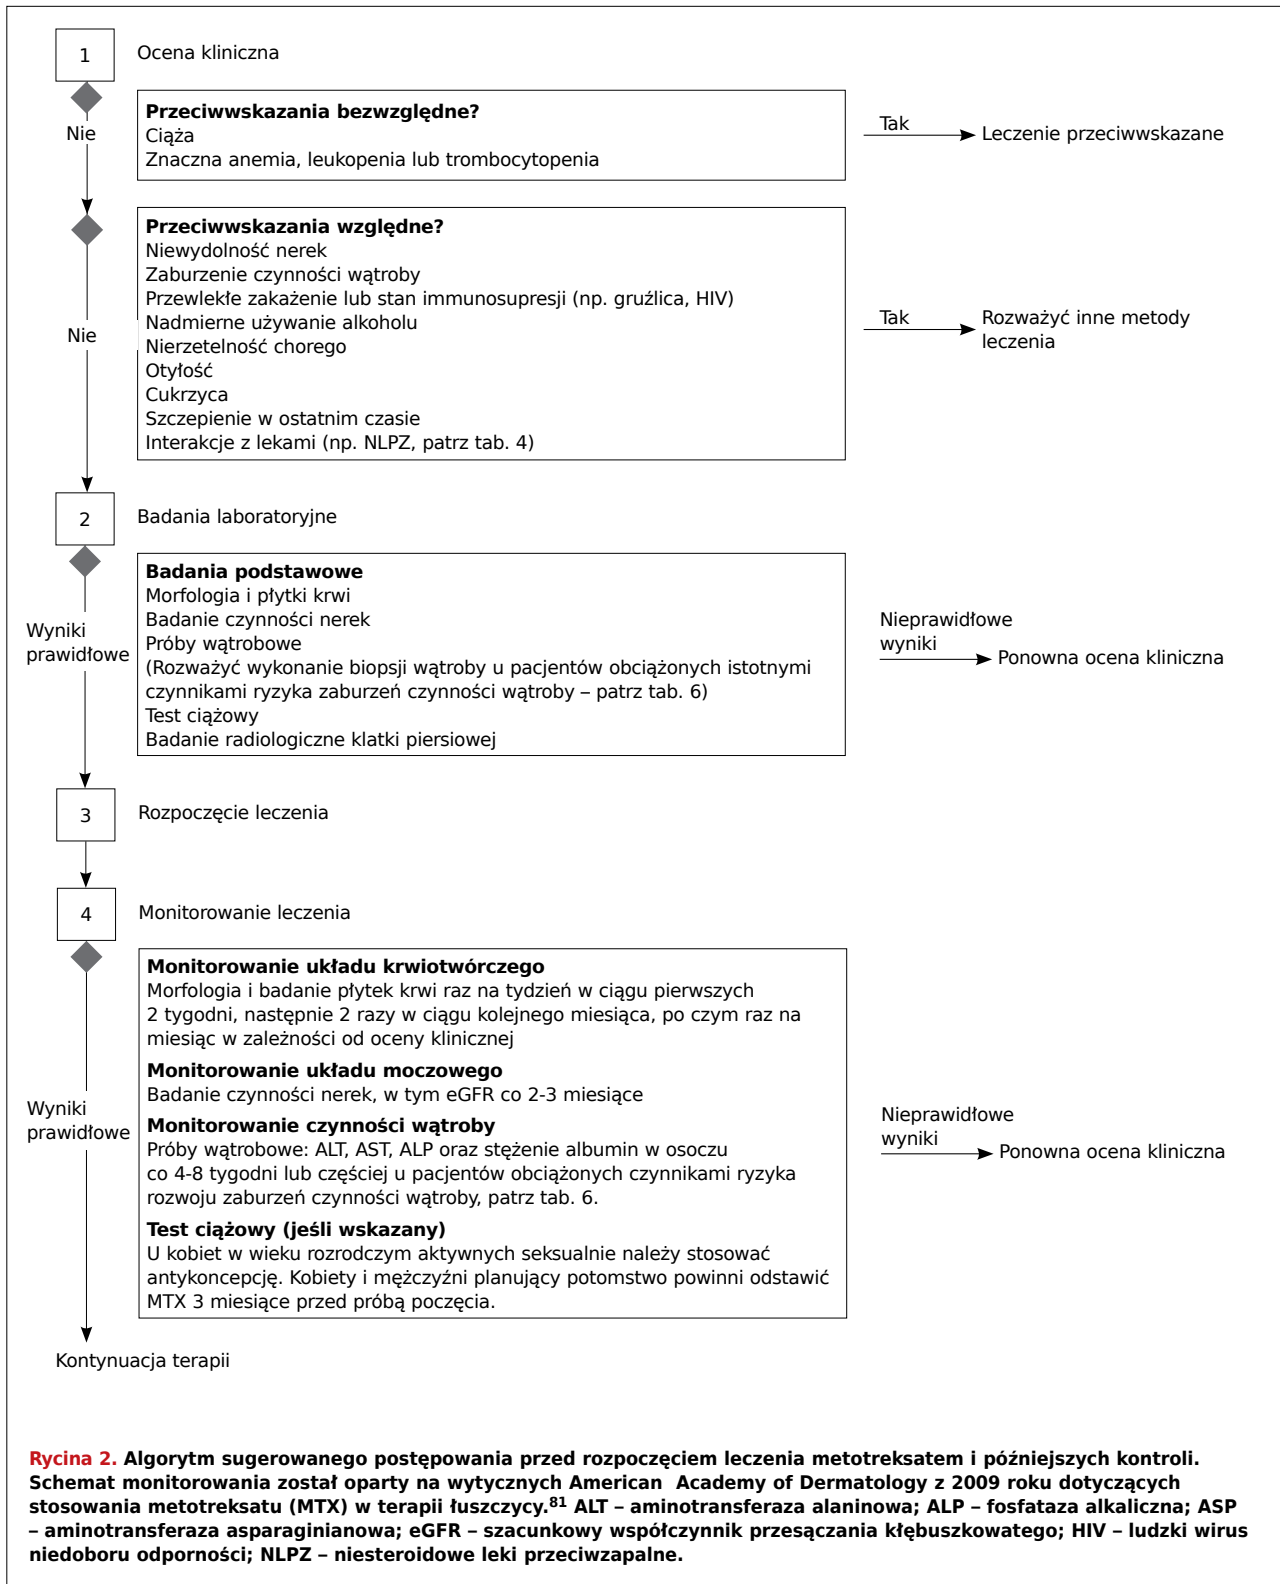 1
Ocena kliniczna
Nie
Przeciwwskazania bezwzględne?
Ciąża
Znaczna anemia, leukopenia lub trombocytopenia
Tak
Leczenie przeciwwskazane
Nie
Przeciwwskazania względne?
Niewydolność nerek
Zaburzenie czynności wątroby
Przewlekłe zakażenie lub stan immunosupresji (np. gruźlica, HIV)
Nadmierne używanie alkoholu
Nierzetelność chorego
Otyłość
Cukrzyca
Szczepienie w ostatnim czasie
Interakcje z lekami (np. NLPZ, patrz tab. 4)
Tak
Rozważyć inne metody
leczenia
2
Badania laboratoryjne
Wyniki
prawidłowe
Badania podstawowe
Morfologia i płytki krwi
Badanie czynności nerek
Próby wątrobowe
(Rozważyć wykonanie biopsji wątroby u pacjentów obciążonych istotnymi
czynnikami ryzyka zaburzeń czynności wątroby – patrz tab. 6)
Test ciążowy
Badanie radiologiczne klatki piersiowej
Nieprawidłowe
wyniki
Ponowna ocena kliniczna
3
Rozpoczęcie leczenia
4
Monitorowanie leczenia
Wyniki
prawidłowe
Monitorowanie układu krwiotwórczego
Morfologia i badanie płytek krwi raz na tydzień w ciągu pierwszych
2 tygodni, następnie 2 razy w ciągu kolejnego miesiąca, po czym raz na
miesiąc w zależności od oceny klinicznej
Monitorowanie układu moczowego
Badanie czynności nerek, w tym eGFR co 2-3 miesiące
Monitorowanie czynności wątroby
Próby wątrobowe: ALT, AST, ALP oraz stężenie albumin w osoczu
co 4-8 tygodni lub częściej u pacjentów obciążonych czynnikami ryzyka
rozwoju zaburzeń czynności wątroby, patrz tab. 6.
Test ciążowy (jeśli wskazany)
U kobiet w wieku rozrodczym aktywnych seksualnie należy stosować
antykoncepcję. Kobiety i mężczyźni planujący potomstwo powinni odstawić
MTX 3 miesiące przed próbą poczęcia.
Nieprawidłowe
wyniki
Ponowna ocena kliniczna
Kontynuacja terapii
Rycina 2. Algorytm sugerowanego postępowania przed rozpoczęciem leczenia metotreksatem i późniejszych kontroli.
Schemat monitorowania został oparty na wytycznych American Academy of Dermatology z 2009 roku dotyczących
stosowania metotreksatu (MTX) w terapii łuszczycy.81 ALT – aminotransferaza alaninowa; ALP – fosfataza alkaliczna; ASP
– aminotransferaza asparaginianowa; eGFR – szacunkowy współczynnik przesączania kłębuszkowatego; HIV – ludzki wirus
niedoboru odporności; NLPZ – niesteroidowe leki przeciwzapalne.